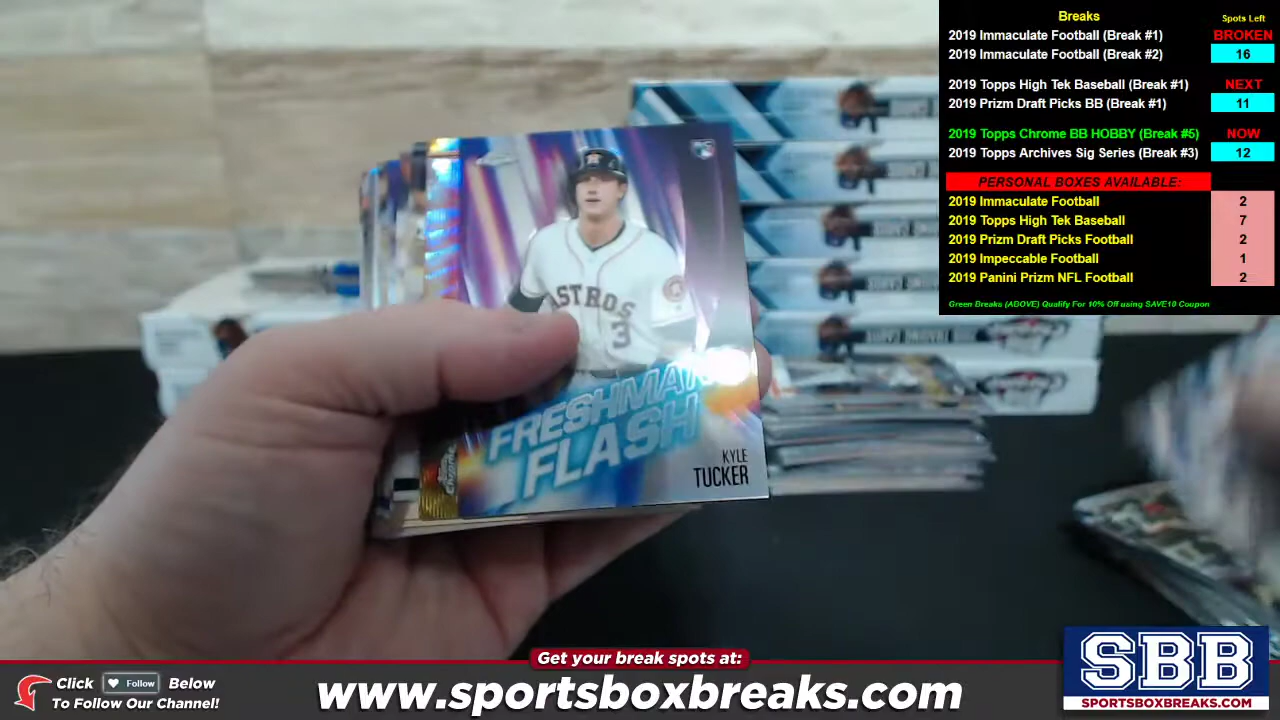 Breaks Spots Left
2019 Immaculate Football (Break #1) BROKEN
2019 Immaculate Football (Break #2) 16
2019 Topps High Tek Baseball (Break #1) NEXT
2019 Prizm Draft Picks BB (Break #1) 11
2019 Topps Chrome BB HOBBY (Break #5) NOW
2019 Topps Archives Sig Series (Break #3) 12
PERSONAL BOXES AVAILABLE:
2019 Immaculate Football 2
2019 Topps High Tek Baseball 7
2019 Prizm Draft Picks Football 2
2019 Impeccable Football 1
2019 Panini Prizm NFL Football 2
Green Breaks (ABOVE) Qualify For 10% Off using SAVE10 Coupon
ASTROS
3
FRESHMAN
FLASH
KYLE
TUCKER
Get your break spots at:
Click Follow Below
To Follow Our Channel!
www.sportsboxbreaks.com
SBB
SPORTSBOXBREAKS.COM